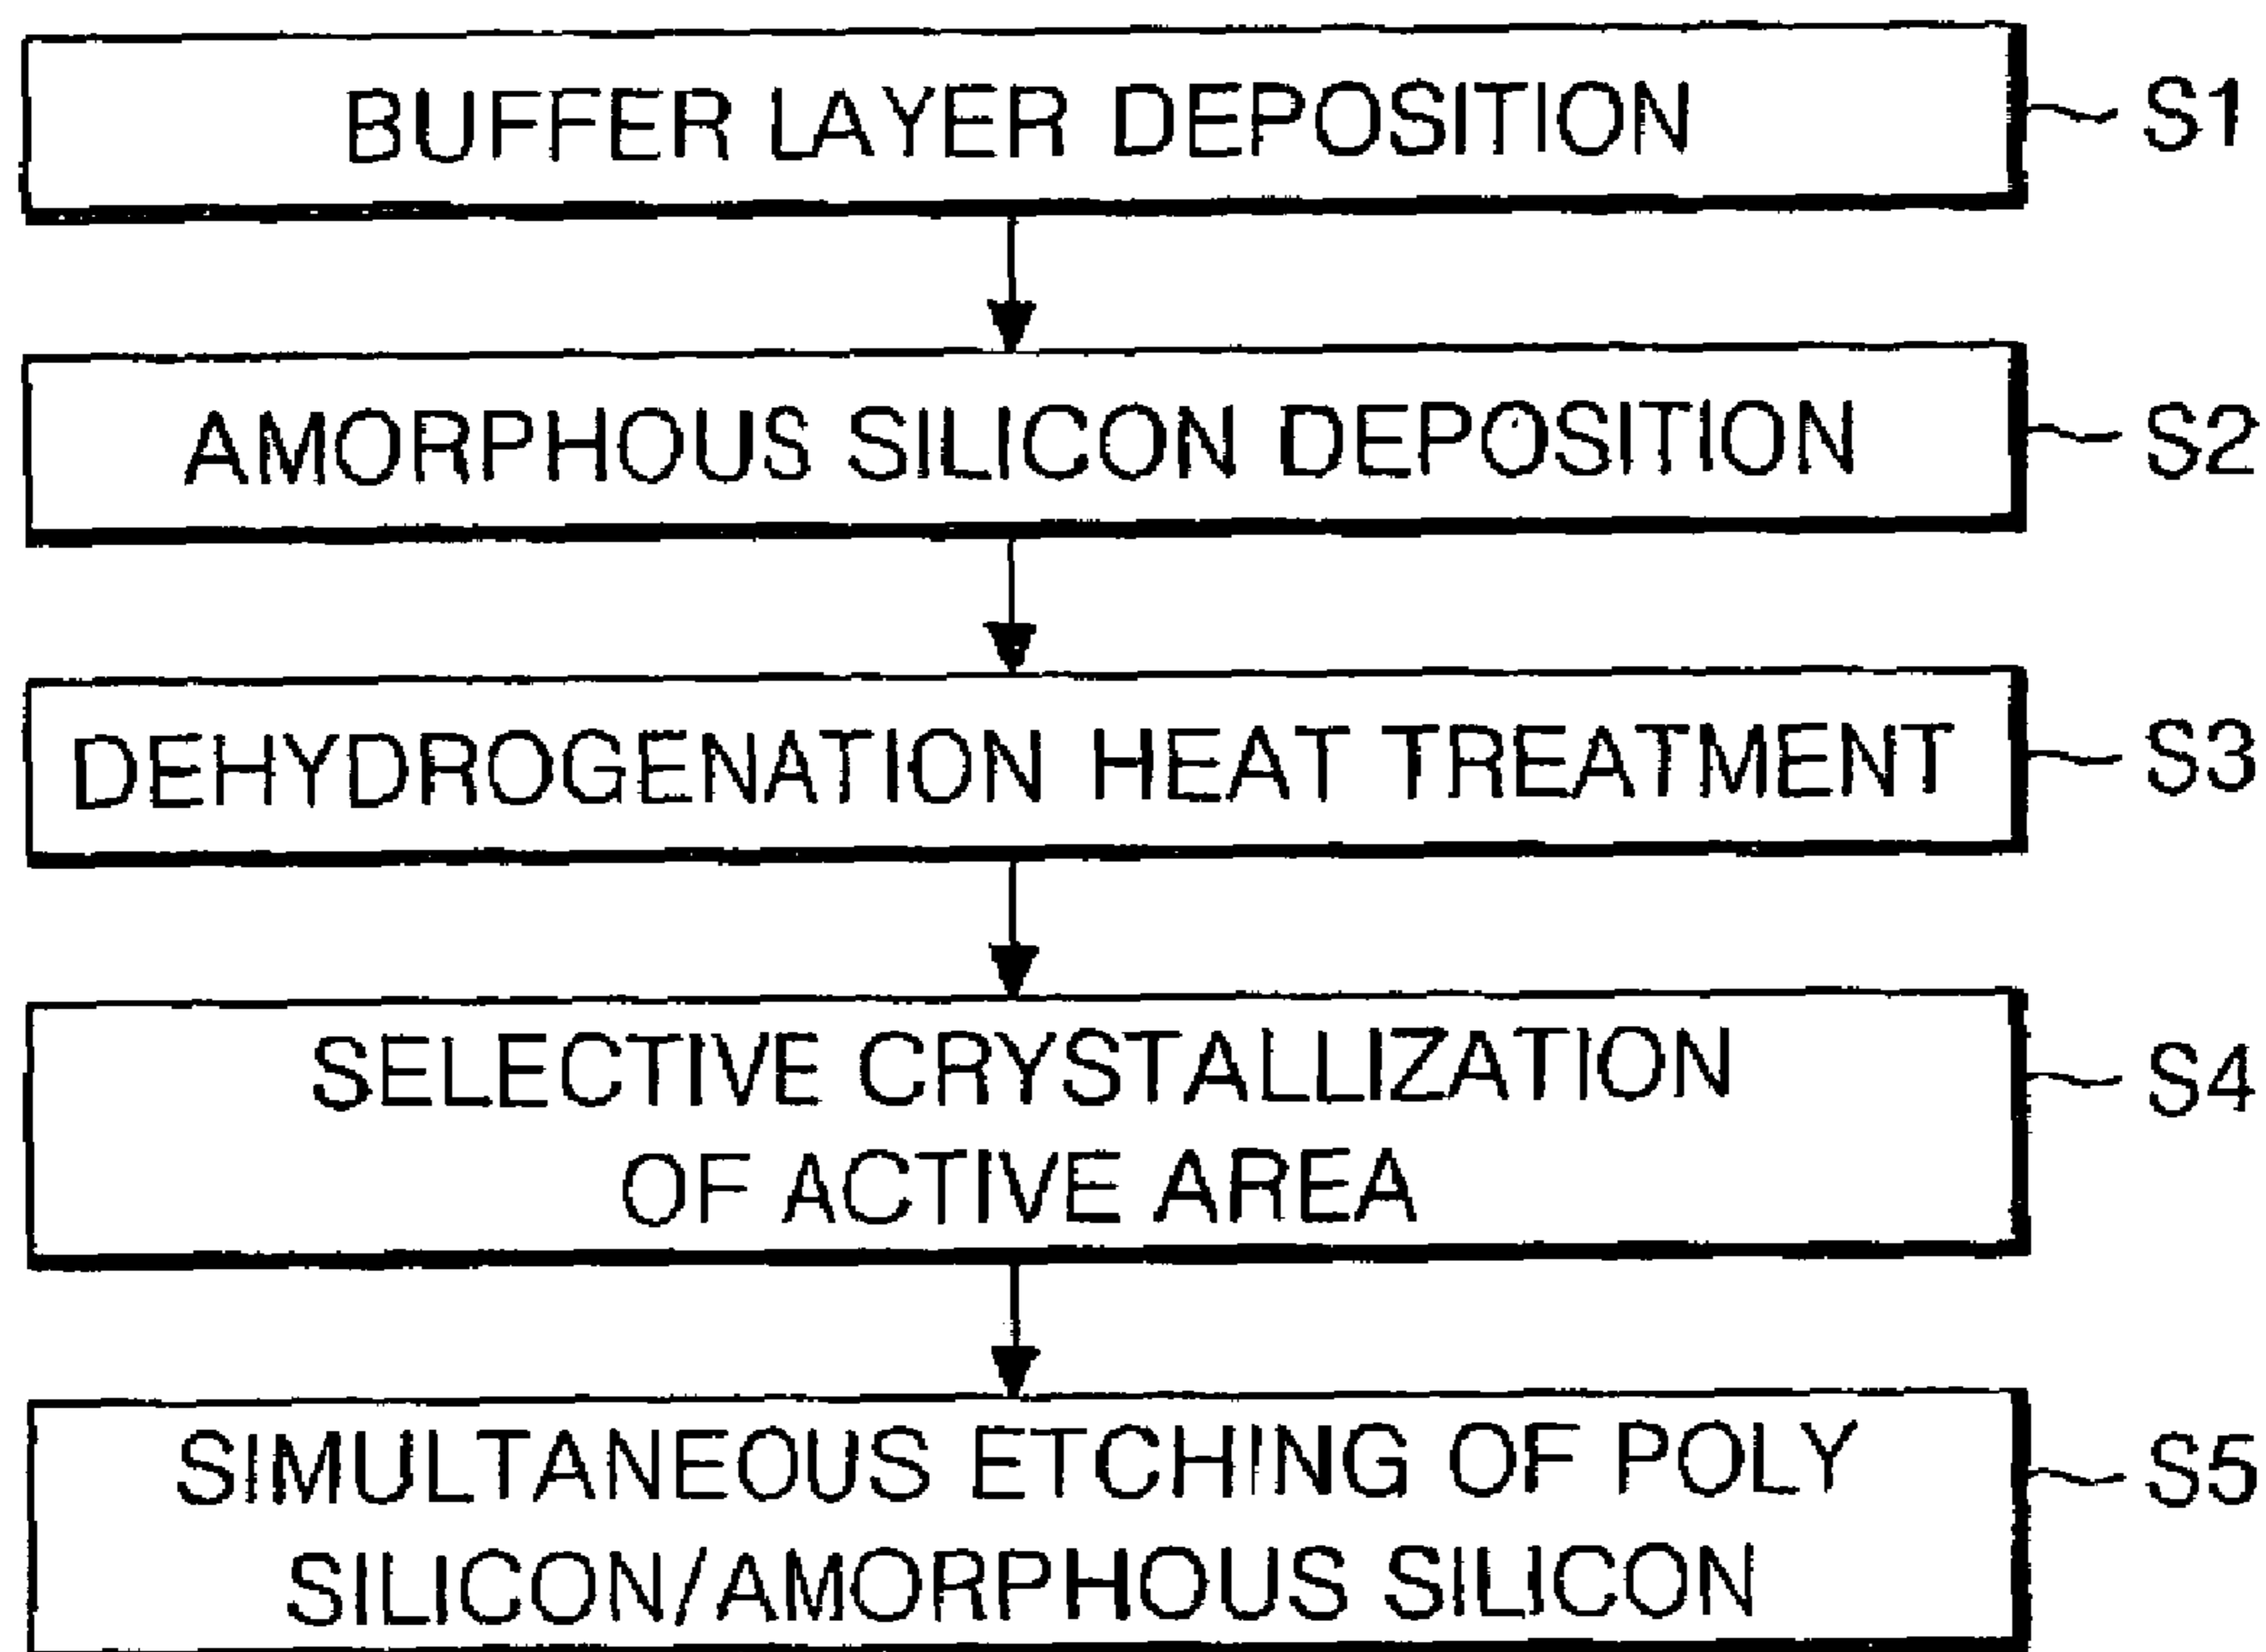 BUFFER LAYER DEPOSITION
S1
AMORPHOUS SILICON DEPOSITION
S2
DEHYDROGENATION HEAT TREATMENT
S3
SELECTIVE CRYSTALLIZATION
S4
OF ACTIVE AREA
SIMULTANEOUS ETCHING OF POLY
S5
SILICON/AMORPHOUS SILICON